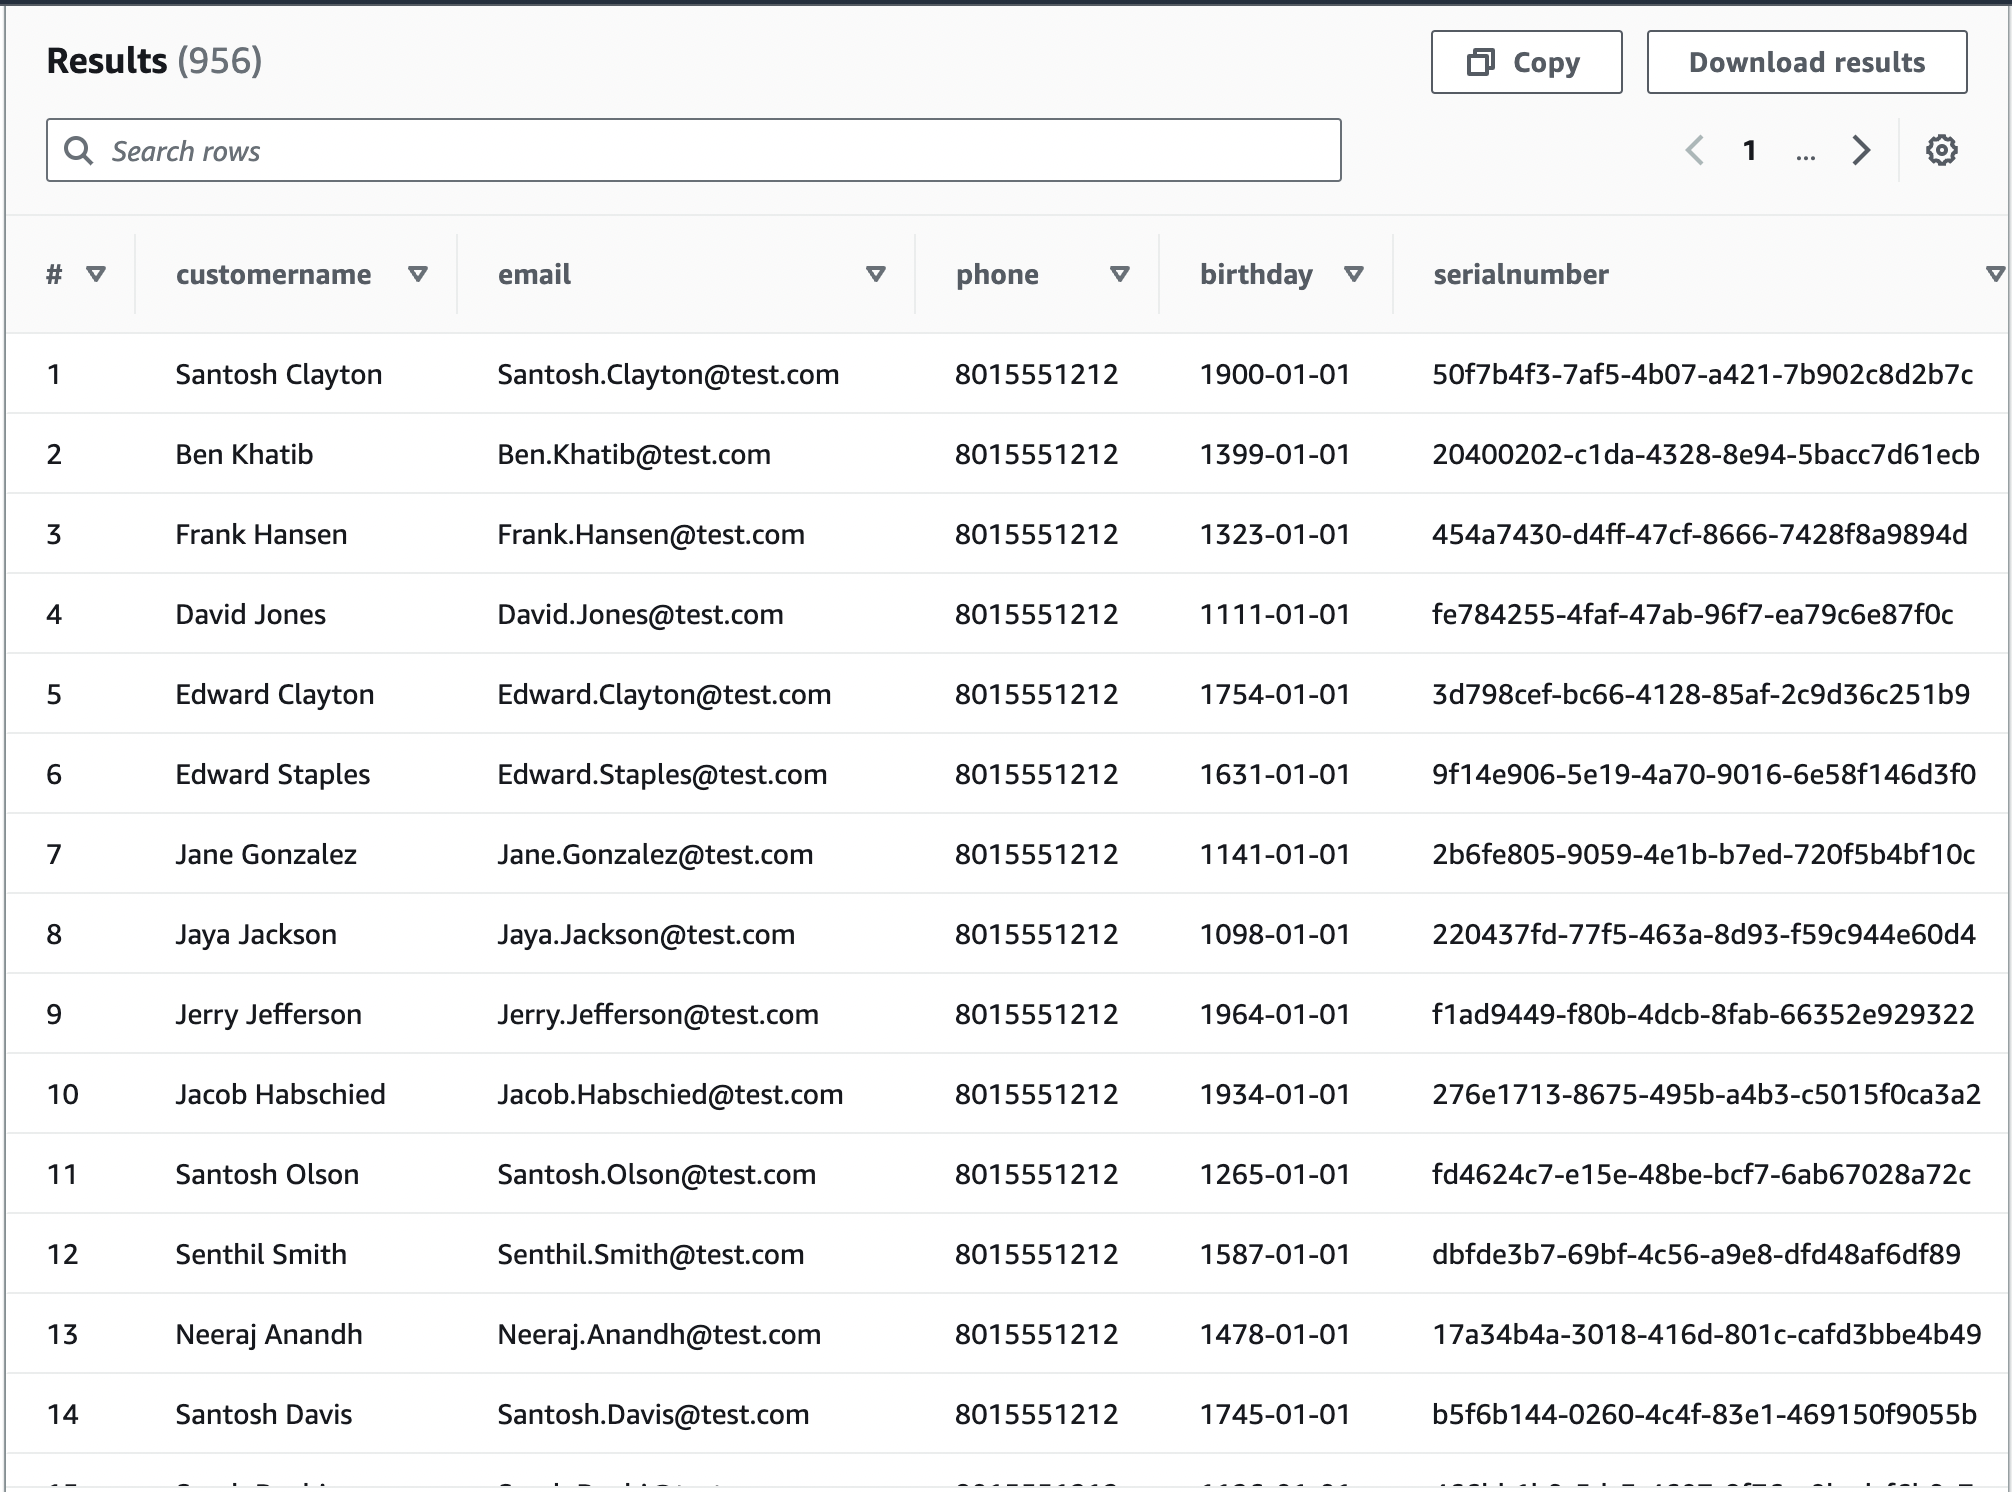 Results (956)
Copy
Download results
Search rows
1 ...
# customername email phone birthday serialnumber
1 Santosh Clayton Santosh.Clayton@test.com 8015551212 1900-01-01 50f7b4f3-7af5-4b07-a421-7b902c8d2b7c
2 Ben Khatib Ben.Khatib@test.com 8015551212 1399-01-01 20400202-c1da-4328-8e94-5bacc7d61ecb
3 Frank Hansen Frank.Hansen@test.com 8015551212 1323-01-01 454a7430-d4ff-47cf-8666-7428f8a9894d
4 David Jones David.Jones@test.com 8015551212 1111-01-01 fe784255-4faf-47ab-96f7-ea79c6e87f0c
5 Edward Clayton Edward.Clayton@test.com 8015551212 1754-01-01 3d798cef-bc66-4128-85af-2c9d36c251b9
6 Edward Staples Edward.Staples@test.com 8015551212 1631-01-01 9f14e906-5e19-4a70-9016-6e58f146d3f0
7 Jane Gonzalez Jane.Gonzalez@test.com 8015551212 1141-01-01 2b6fe805-9059-4e1b-b7ed-720f5b4bf10c
8 Jaya Jackson Jaya.Jackson@test.com 8015551212 1098-01-01 220437fd-77f5-463a-8d93-f59c944e60d4
9 Jerry Jefferson Jerry.Jefferson@test.com 8015551212 1964-01-01 f1ad9449-f80b-4dcb-8fab-66352e929322
10 Jacob Habschied Jacob.Habschied@test.com 8015551212 1934-01-01 276e1713-8675-495b-a4b3-c5015f0ca3a2
11 Santosh Olson Santosh.Olson@test.com 8015551212 1265-01-01 fd4624c7-e15e-48be-bcf7-6ab67028a72c
12 Senthil Smith Senthil.Smith@test.com 8015551212 1587-01-01 dbfde3b7-69bf-4c56-a9e8-dfd48af6df89
13 Neeraj Anandh Neeraj.Anandh@test.com 8015551212 1478-01-01 17a34b4a-3018-416d-801c-cafd3bbe4b49
14 Santosh Davis Santosh.Davis@test.com 8015551212 1745-01-01 b5f6b144-0260-4c4f-83e1-469150f9055b